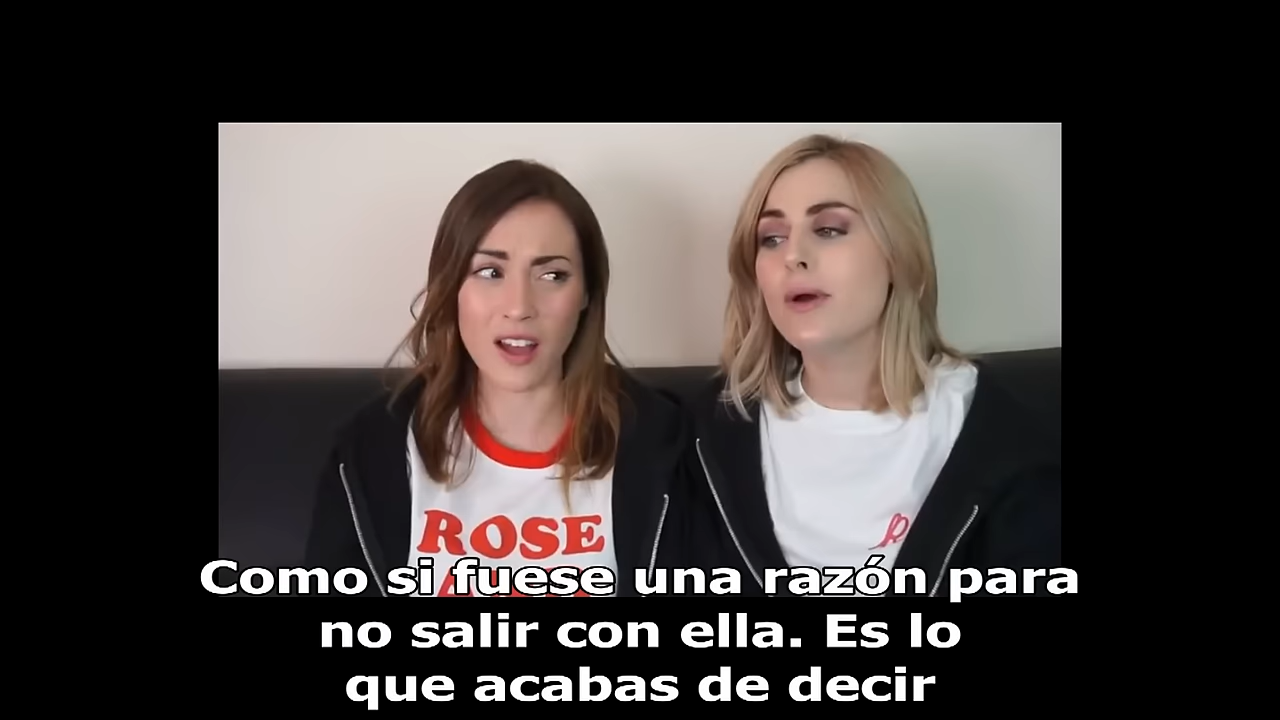 ROSE
Como si fuese una razón para
no salir con ella. Es lo
que acabas de decir